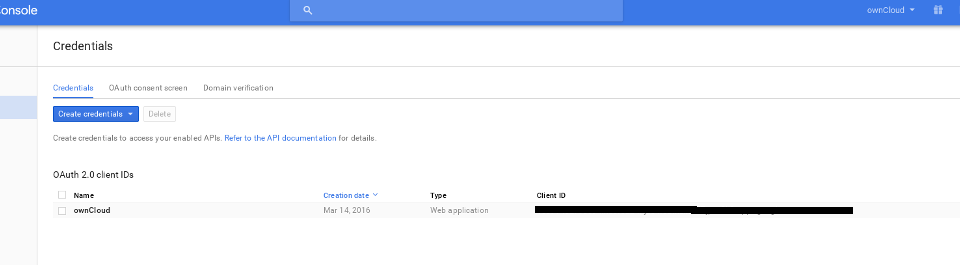 Console
ownCloud
Credentials
Credentials OAuth consent screen Domain verification
Create credentials Delete
Create credentials to access your enabled APIs. Refer to the API documentation for details.
OAuth 2.0 client IDs
Name Creation date Type Client ID
ownCloud Mar 14, 2016 Web application